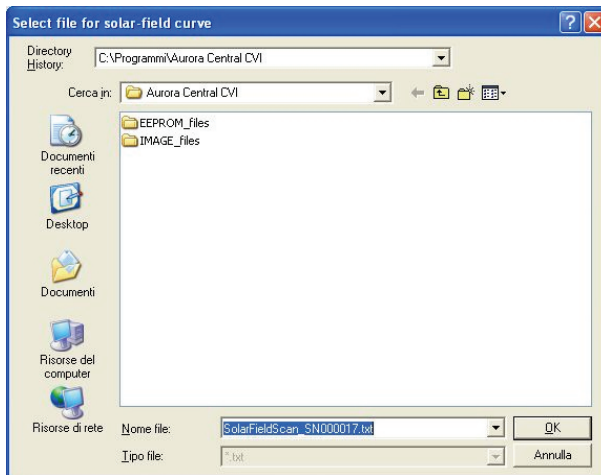 Select file for solar-field curve
Directory
History:
C:\Programmi\Aurora Central CVI
Cerca in:
Aurora Central CVI
EEPROM_files
IMAGE_files
Documenti
recenti
Desktop
Documenti
Risorse del
computer
Risorse di rete
Nome file:
SolarFieldScan_SN000017.txt
OK
Tipo file:
*.txt
Annulla